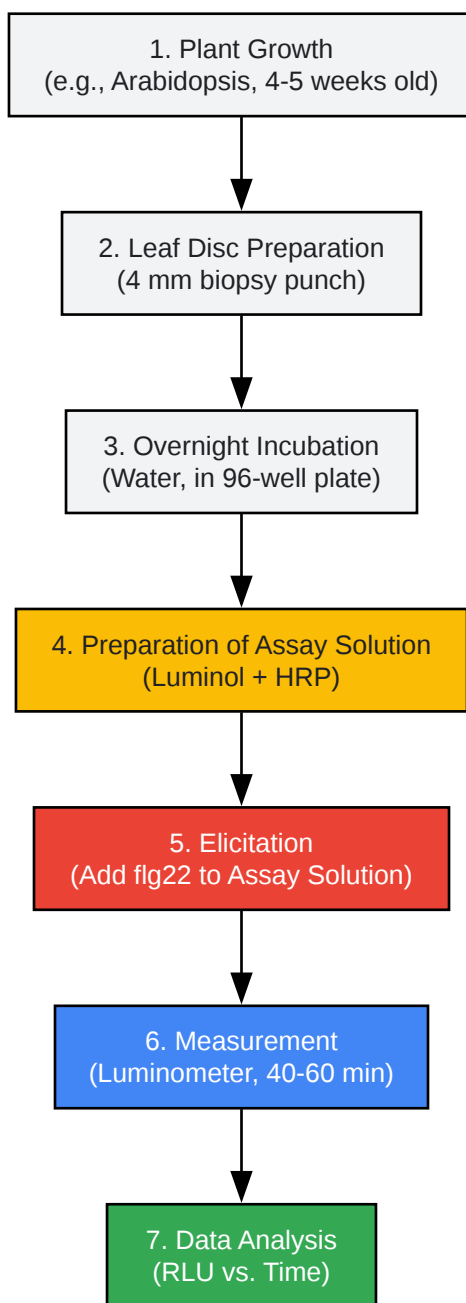 1. Plant Growth
(e.g., Arabidopsis, 4-5 weeks old)
2. Leaf Disc Preparation
(4 mm biopsy punch)
3. Overnight Incubation
(Water, in 96-well plate)
4. Preparation of Assay Solution
(Luminol + HRP)
5. Elicitation
(Add flg22 to Assay Solution)
6. Measurement
(Luminometer, 40-60 min)
7. Data Analysis
(RLU vs. Time)